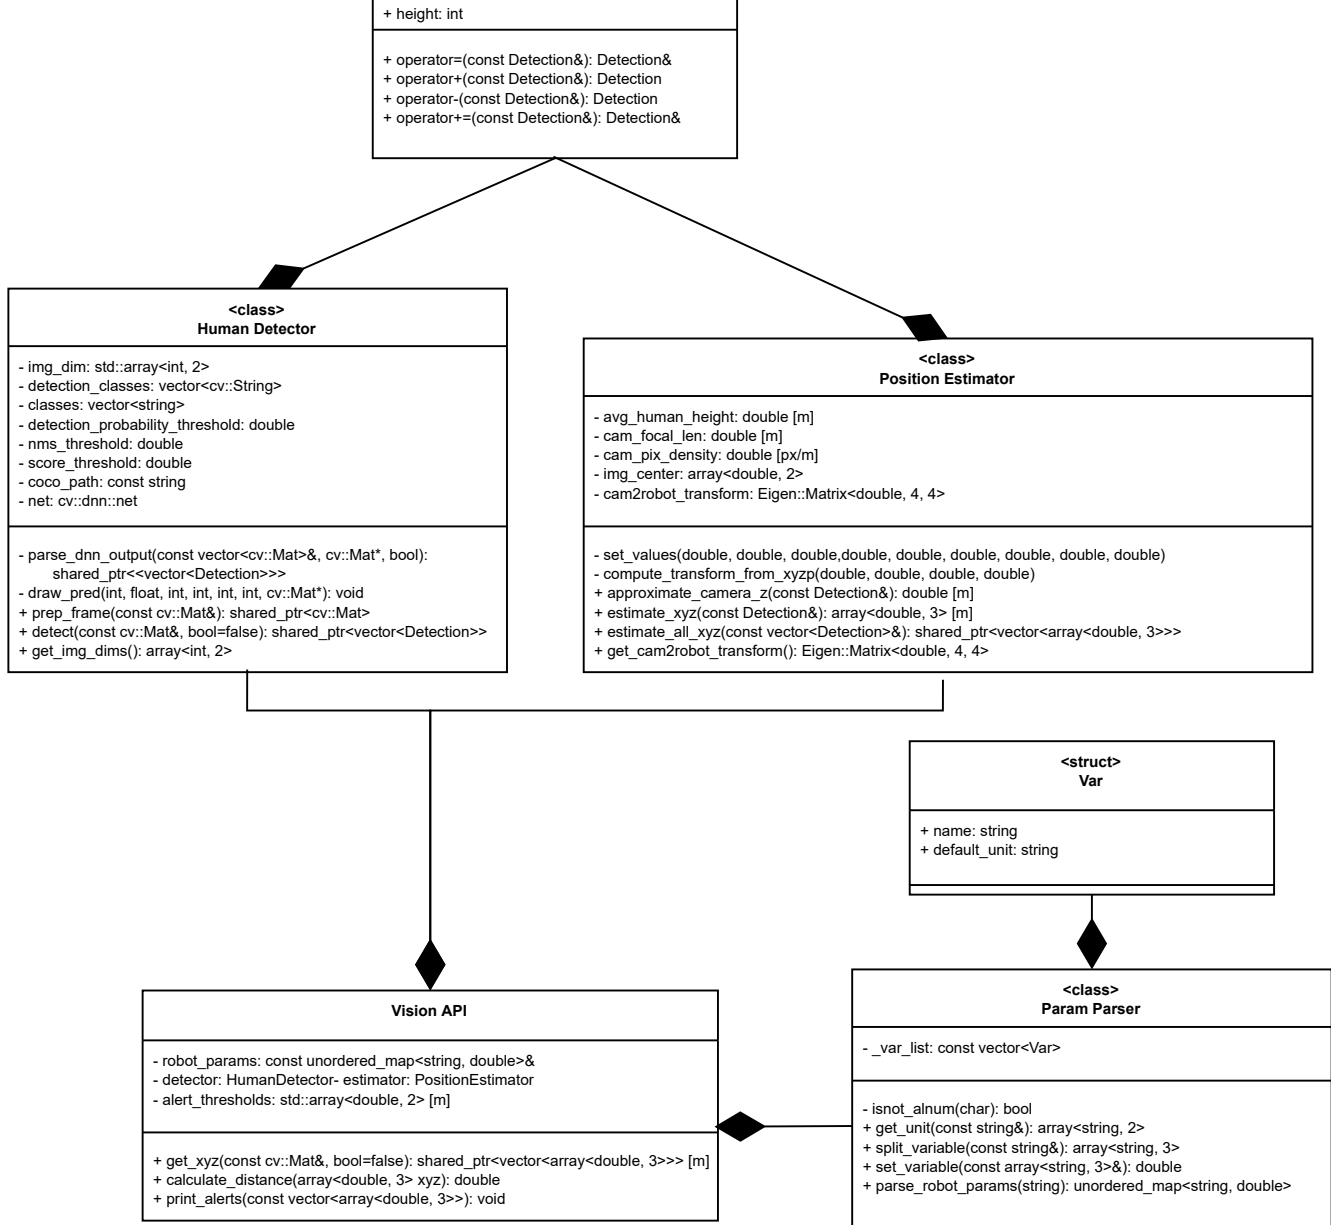 + height: int
+ operator=(const Detection&): Detection&
+ operator+(const Detection&): Detection
+ operator-(const Detection&): Detection
+ operator+=(const Detection&): Detection&
<class>
Human Detector
- img_dim: std::array<int, 2>
- detection_classes: vector<cv::String>
- classes: vector<string>
- detection_probability_threshold: double
- nms_threshold: double
- score_threshold: double
- coco_path: const string
- net: cv::dnn::net
- parse_dnn_output(const vector<cv::Mat>&, cv::Mat*, bool):
shared_ptr<<vector<Detection>>>
- draw_pred(int, float, int, int, int, int, cv::Mat*): void
+ prep_frame(const cv::Mat&): shared_ptr<cv::Mat>
+ detect(const cv::Mat&, bool=false): shared_ptr<vector<Detection>>
+ get_img_dims(): array<int, 2>
<class>
Position Estimator
- avg_human_height: double [m]
- cam_focal_len: double [m]
- cam_pix_density: double [px/m]
- img_center: array<double, 2>
- cam2robot_transform: Eigen::Matrix<double, 4, 4>
- set_values(double, double, double,double, double, double, double, double, double)
- compute_transform_from_xyzp(double, double, double, double)
+ approximate_camera_z(const Detection&): double [m]
+ estimate_xyz(const Detection&): array<double, 3> [m]
+ estimate_all_xyz(const vector<Detection>&): shared_ptr<vector<array<double, 3>>>
+ get_cam2robot_transform(): Eigen::Matrix<double, 4, 4>
<struct>
Var
+ name: string
+ default_unit: string
Vision API
- robot_params: const unordered_map<string, double>&
- detector: HumanDetector- estimator: PositionEstimator
- alert_thresholds: std::array<double, 2> [m]
+ get_xyz(const cv::Mat&, bool=false): shared_ptr<vector<array<double, 3>>> [m]
+ calculate_distance(array<double, 3> xyz): double
+ print_alerts(const vector<array<double, 3>>): void
<class>
Param Parser
- _var_list: const vector<Var>
- isnot_alnum(char): bool
+ get_unit(const string&): array<string, 2>
+ split_variable(const string&): array<string, 3>
+ set_variable(const array<string, 3>&): double
+ parse_robot_params(string): unordered_map<string, double>